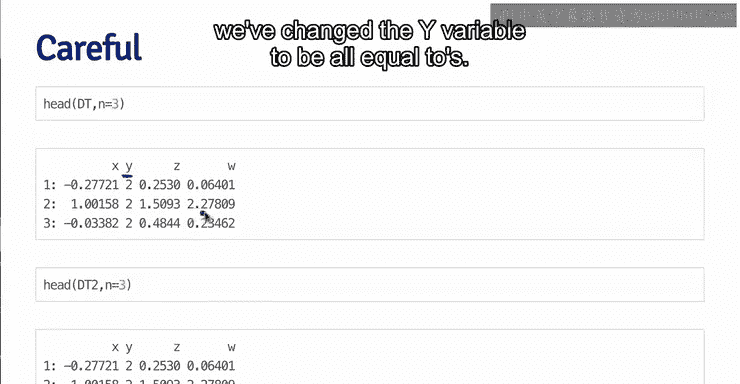 we've changed the Y variable
to be all equal to's.
Careful
head(DT,n=3)
x y z w
1: -0.27721 2 0.2530 0.06401
2: 1.00158 2 1.5093 2.27809
3: -0.03382 2 0.4844 0.23462
head(DT2,n=3)
x y z w
1: -0.27721 2 0.2530 0.06401